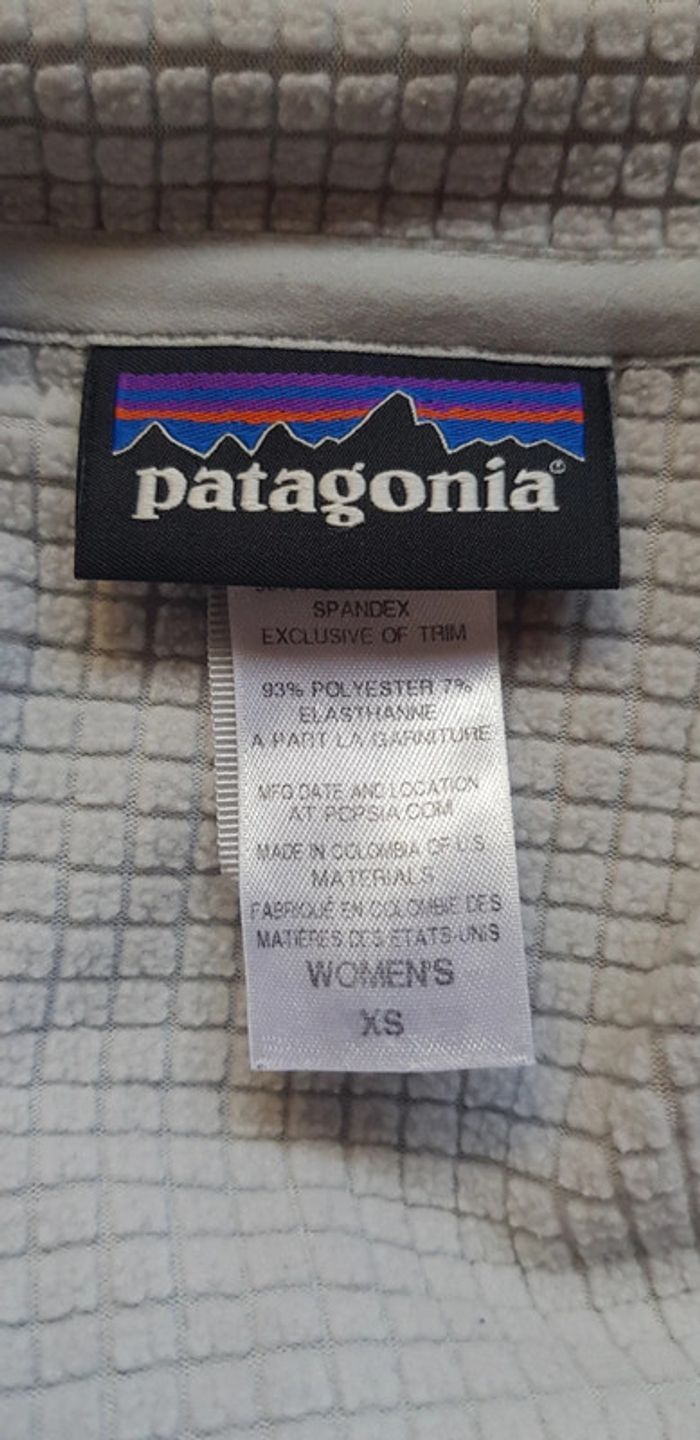 patagonia®
SPANDEX
EXCLUSIVE OF TRIM
93% POLYESTER 7%
ELASTHANNE
A PART LA GARNITURE
MFG DATE AND LOCATION
AT PCPSIA.COM
MADE IN COLOMBIA OF U.S.
MATERIALS
FABRIQUÉ EN COLOMBIE DES
MATIÈRES DES ÉTATS-UNIS
WOMEN'S
XS